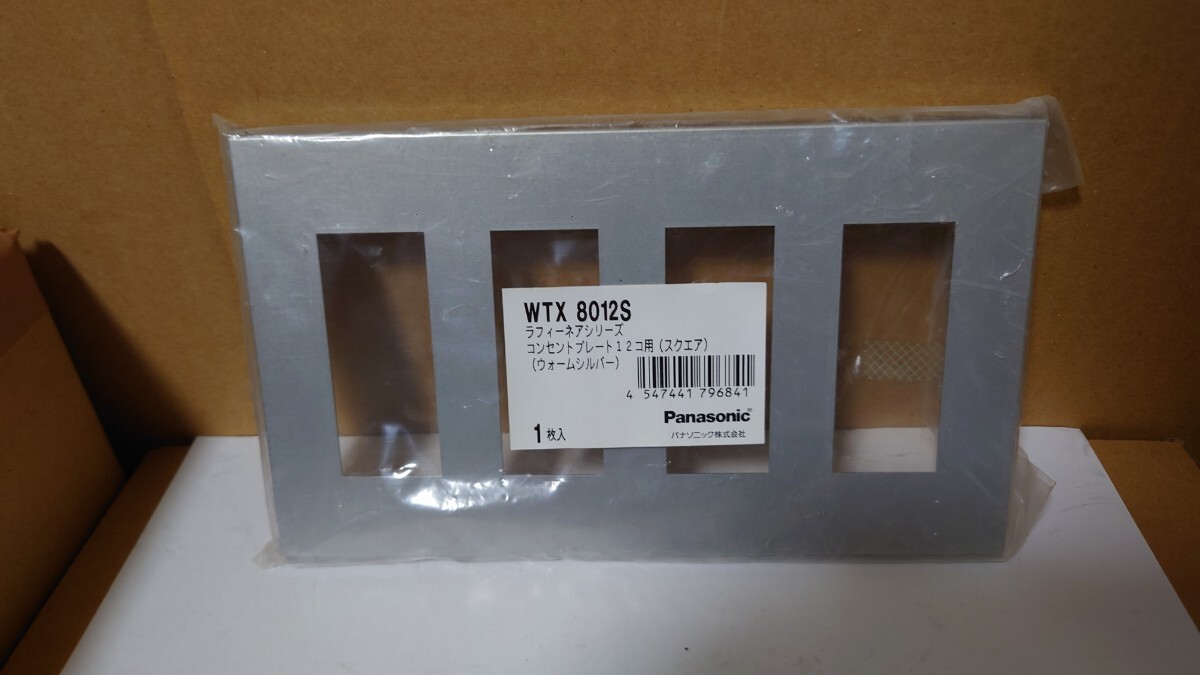 WTX 8012S
ラフィーネアシリーズ
コンセントプレート12コ用(スクエア)
(ウォームシルバー)
4 547441 796841
Panasonic®
1枚入
パナソニック株式会社